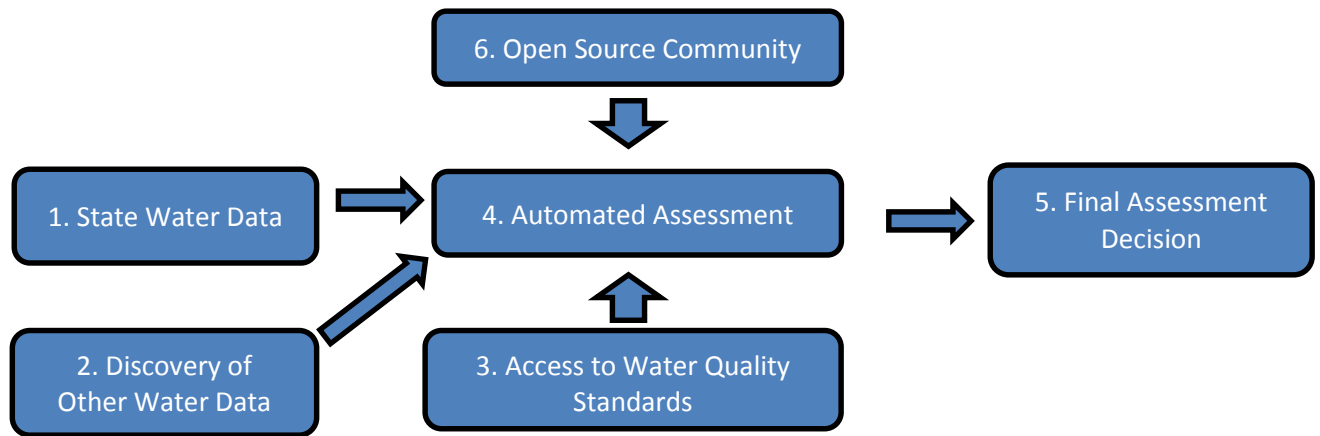 6. Open Source Community
1. State Water Data
4. Automated Assessment
5. Final Assessment
Decision
2. Discovery of
Other Water Data
3. Access to Water Quality
Standards